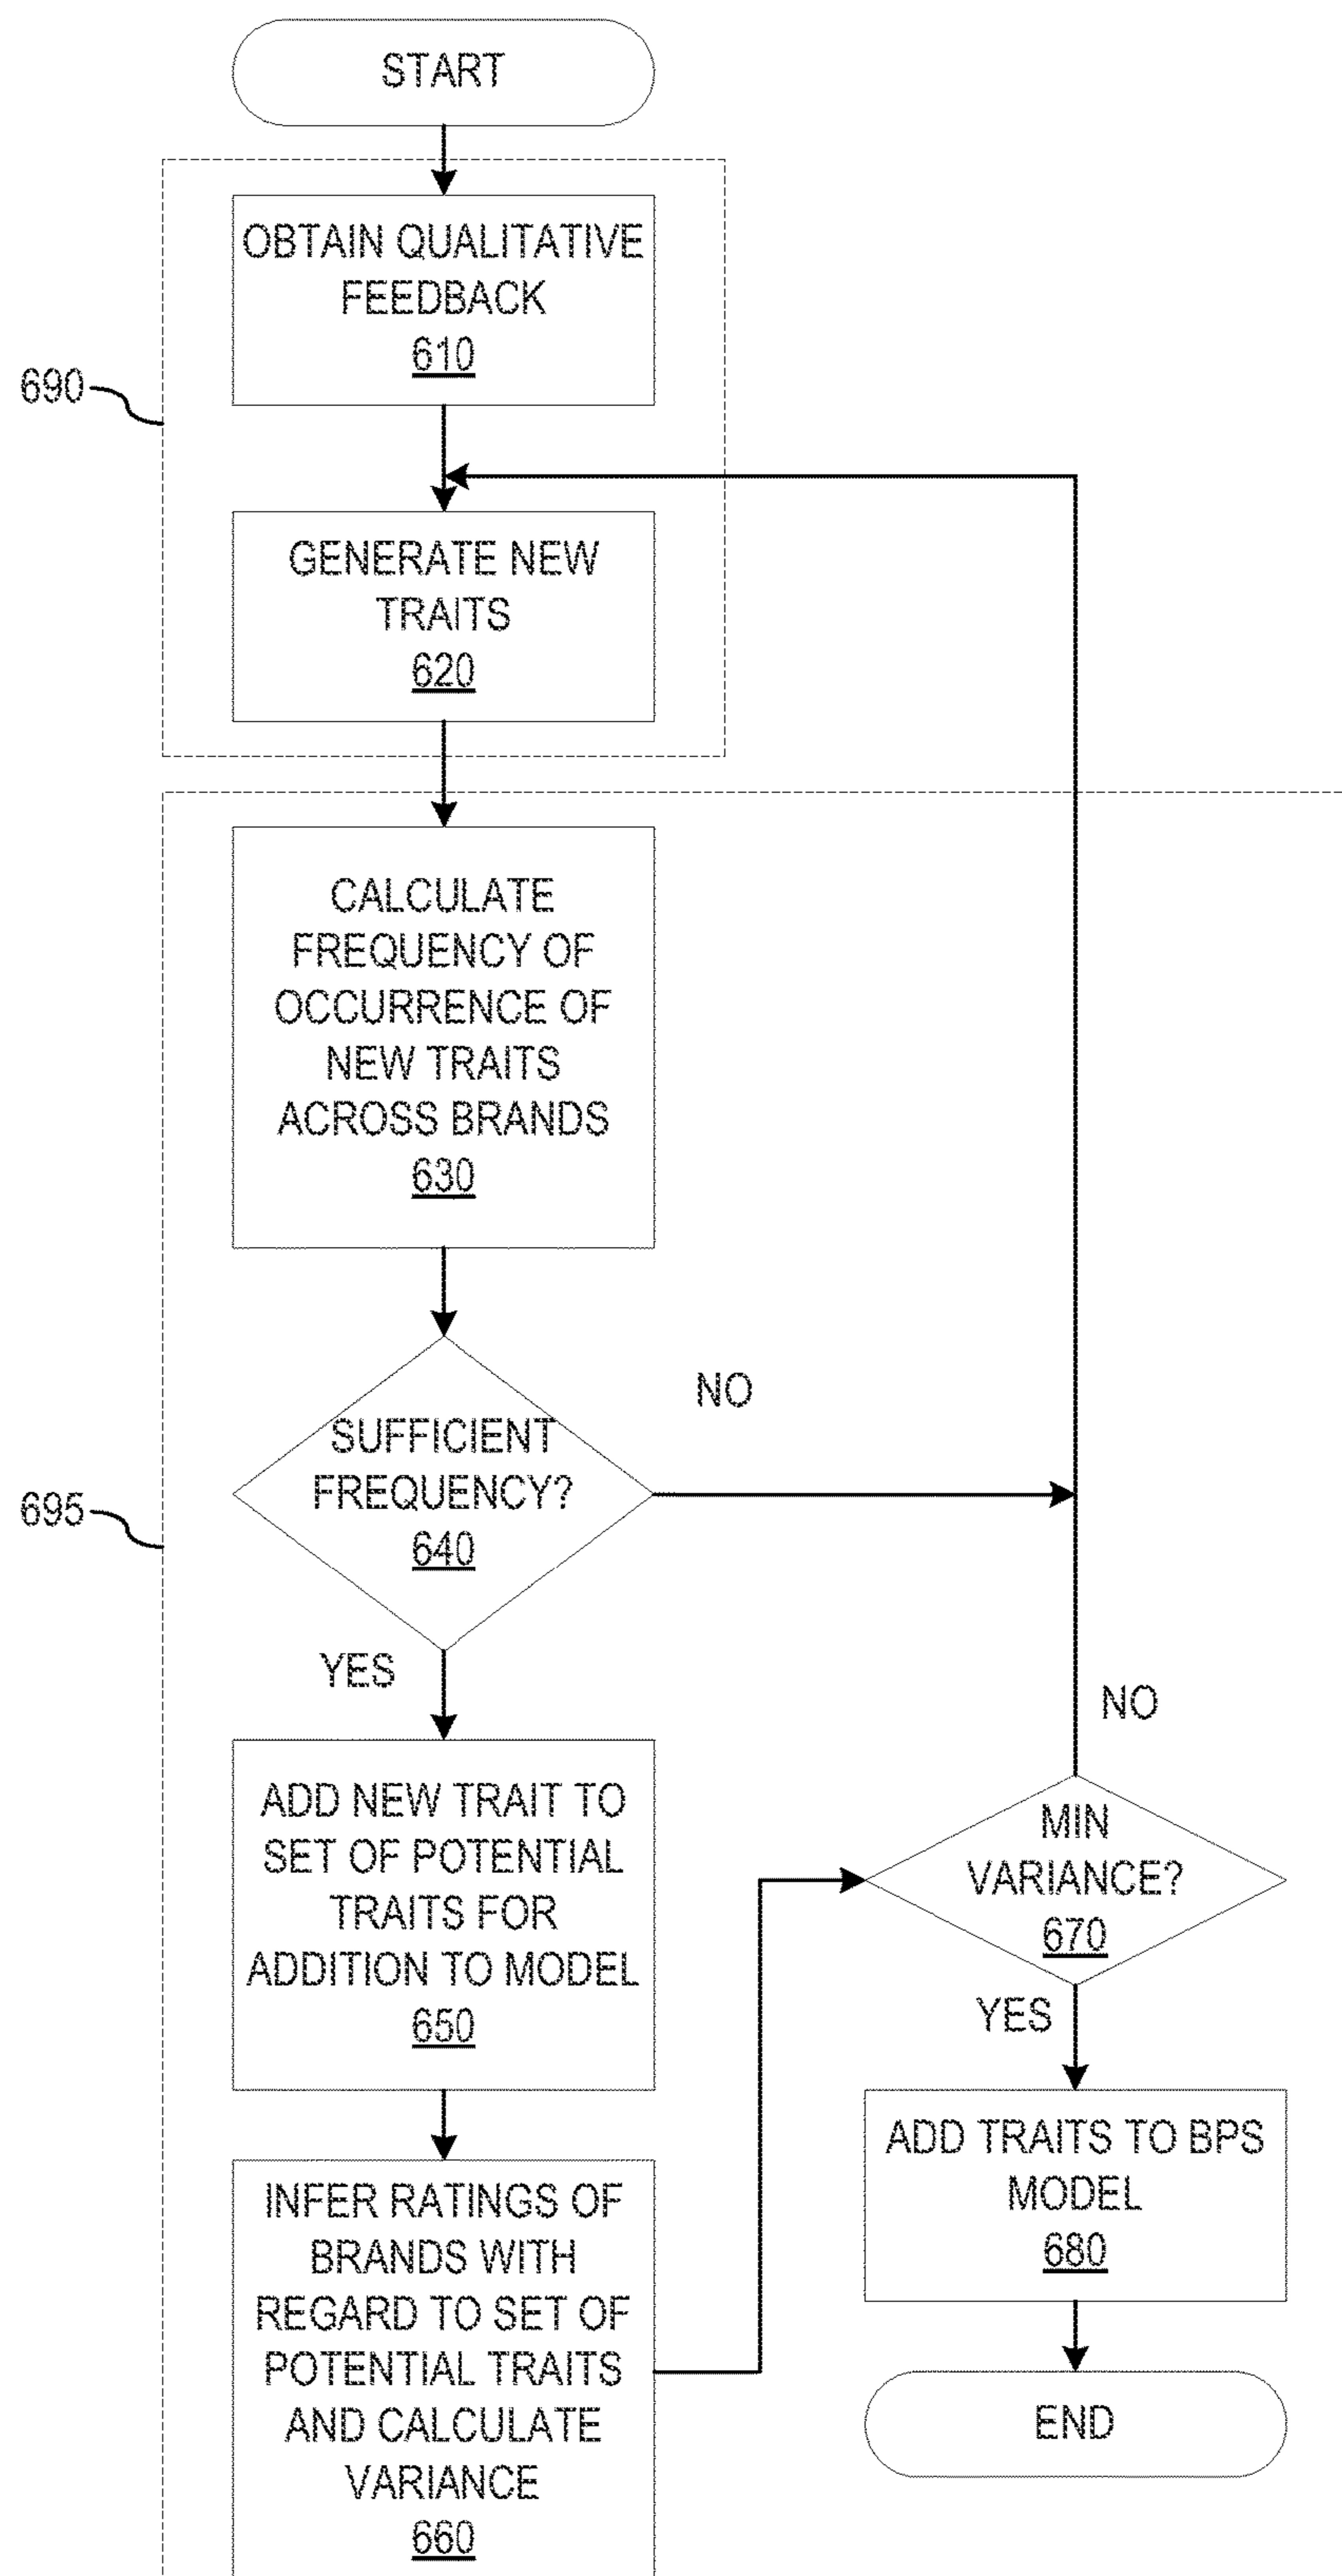 START
OBTAIN QUALITATIVE
FEEDBACK
610
690
GENERATE NEW
TRAITS
620
CALCULATE
FREQUENCY OF
OCCURRENCE OF
NEW TRAITS
ACROSS BRANDS
630
NO
SUFFICIENT
FREQUENCY?
640
695
YES
ADD NEW TRAIT TO
SET OF POTENTIAL
TRAITS FOR
ADDITION TO MODEL
650
INFER RATINGS OF
BRANDS WITH
REGARD TO SET OF
POTENTIAL TRAITS
AND CALCULATE
VARIANCE
660
NO
MIN
VARIANCE?
670
YES
ADD TRAITS TO BPS
MODEL
680
END